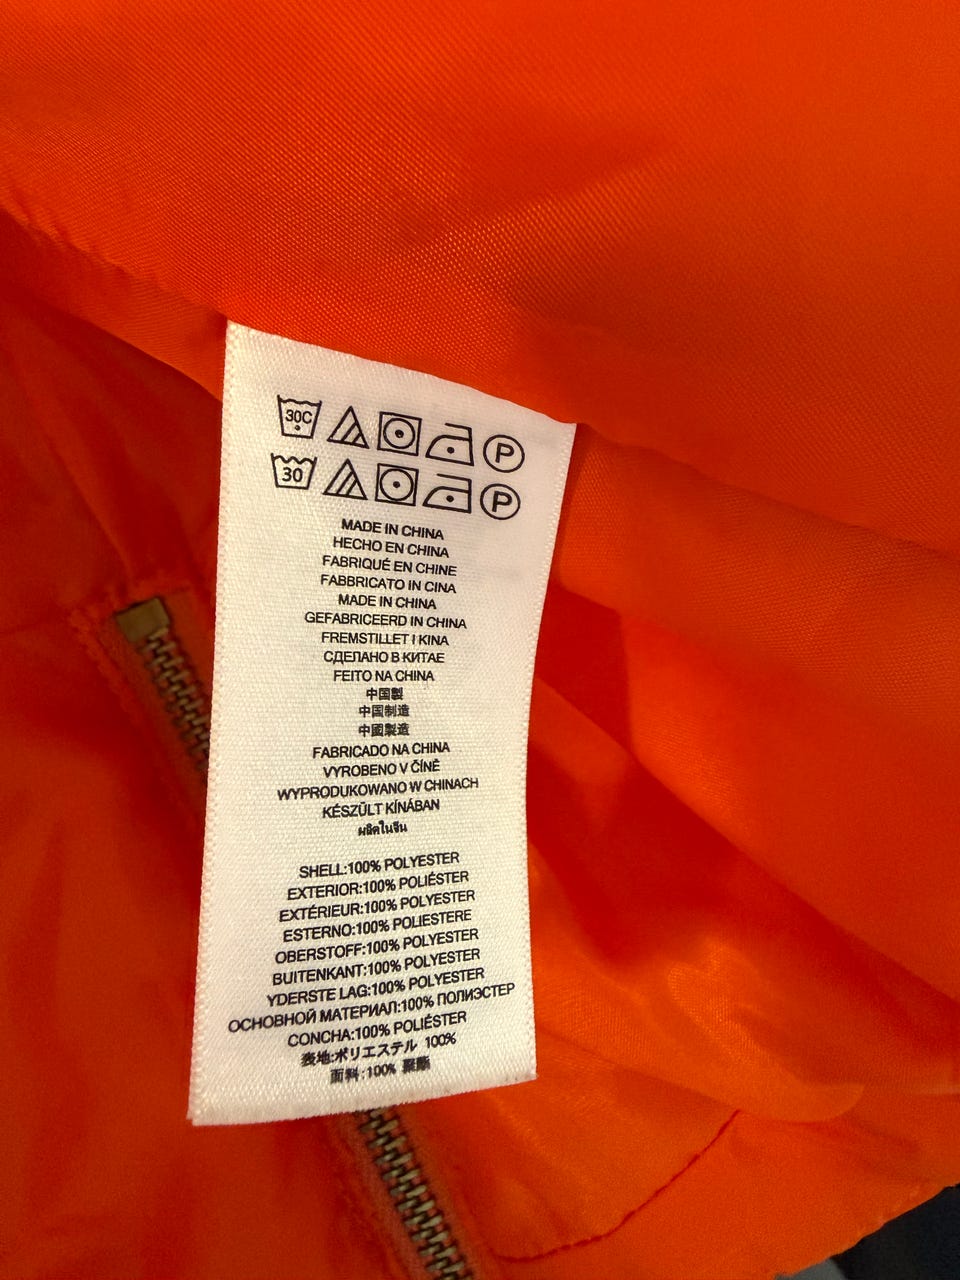 30C P
30 P
MADE IN CHINA
HECHO EN CHINA
FABRIQUÉ EN CHINE
FABBRICATO IN CINA
MADE IN CHINA
GEFABRICEERD IN CHINA
FREMSTILLET I KINA
СДЕЛАНО В КИТАЕ
FEITO NA CHINA
中国製
中国制造
中國製造
FABRICADO NA CHINA
VYROBENO V ČÍNĚ
WYPRODUKOWANO W CHINACH
KÉSZÜLT KÍNÁBAN
ผลิตในจีน
SHELL:100% POLYESTER
EXTERIOR:100% POLIÉSTER
EXTÉRIEUR:100% POLYESTER
ESTERNO:100% POLIESTERE
OBERSTOFF:100% POLYESTER
BUITENKANT:100% POLYESTER
YDERSTE LAG:100% POLYESTER
ОСНОВНОЙ МАТЕРИАЛ:100% ПОЛИЭСТЕР
CONCHA:100% POLIÉSTER
表地:ポリエステル 100%
面料:100% 聚酯